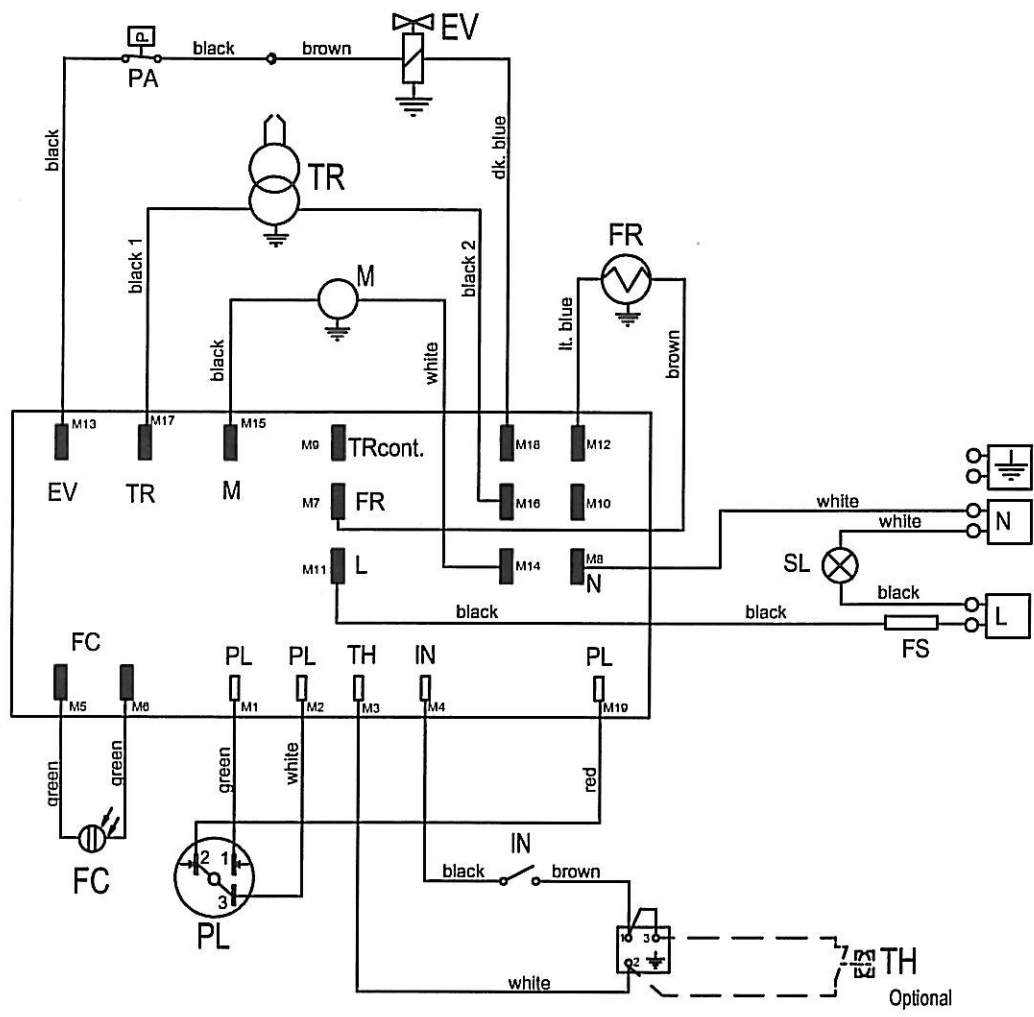 EV
P
black
brown
PA
black
dk. blue
TR
FR
black 1
black 2
M
lt. blue
black
white
brown
M13
M17
M15
M9
TRcont.
M18
M12
EV
TR
M
M7
FR
M16
M10
white
N
white
M11
L
M14
M8
N
SL
black
black
black
L
FS
FC
PL
PL
TH
IN
PL
M5
M6
M1
M2
M3
M4
M19
green
green
green
white
red
2
1
3
FC
PL
IN
black
brown
1
3
2
white
TH
Optional